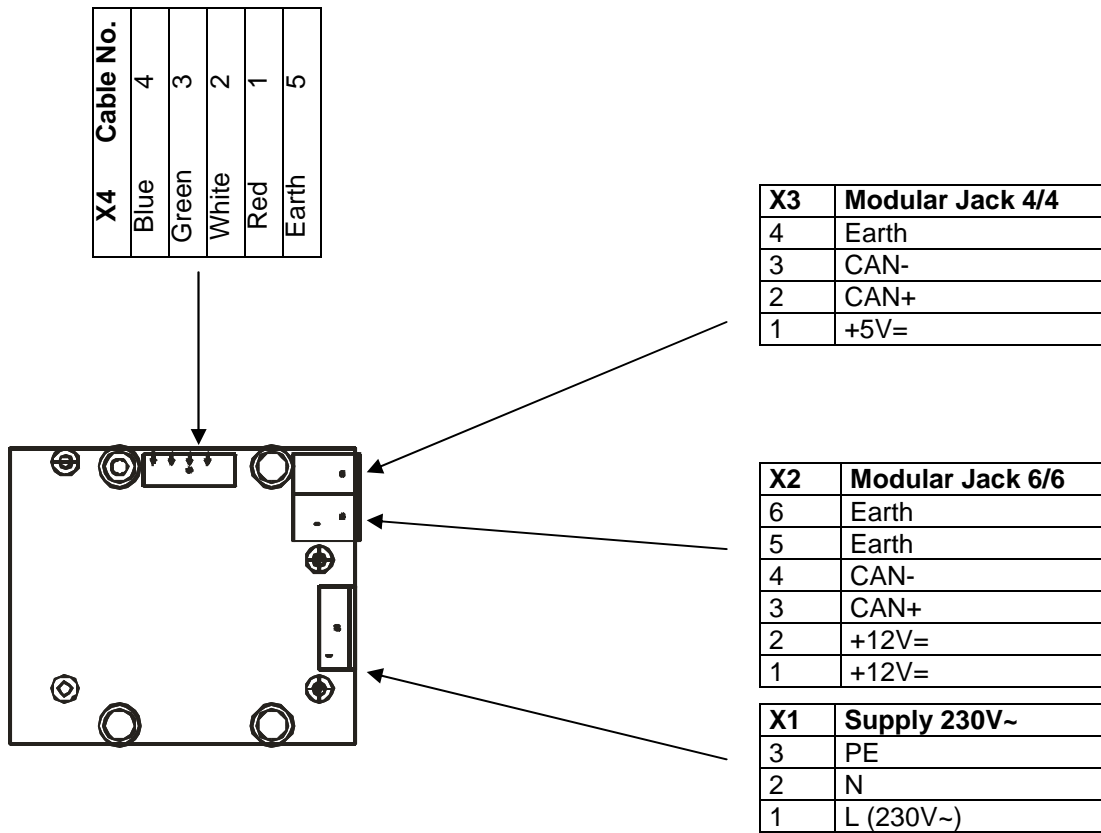 X4 Cable No.
Blue 4
Green 3
White 2
Red 1
Earth 5
X3 Modular Jack 4/4
4 Earth
3 CAN-
2 CAN+
1 +5V=
X2 Modular Jack 6/6
6 Earth
5 Earth
4 CAN-
3 CAN+
2 +12V=
1 +12V=
X1 Supply 230V~
3 PE
2 N
1 L (230V~)